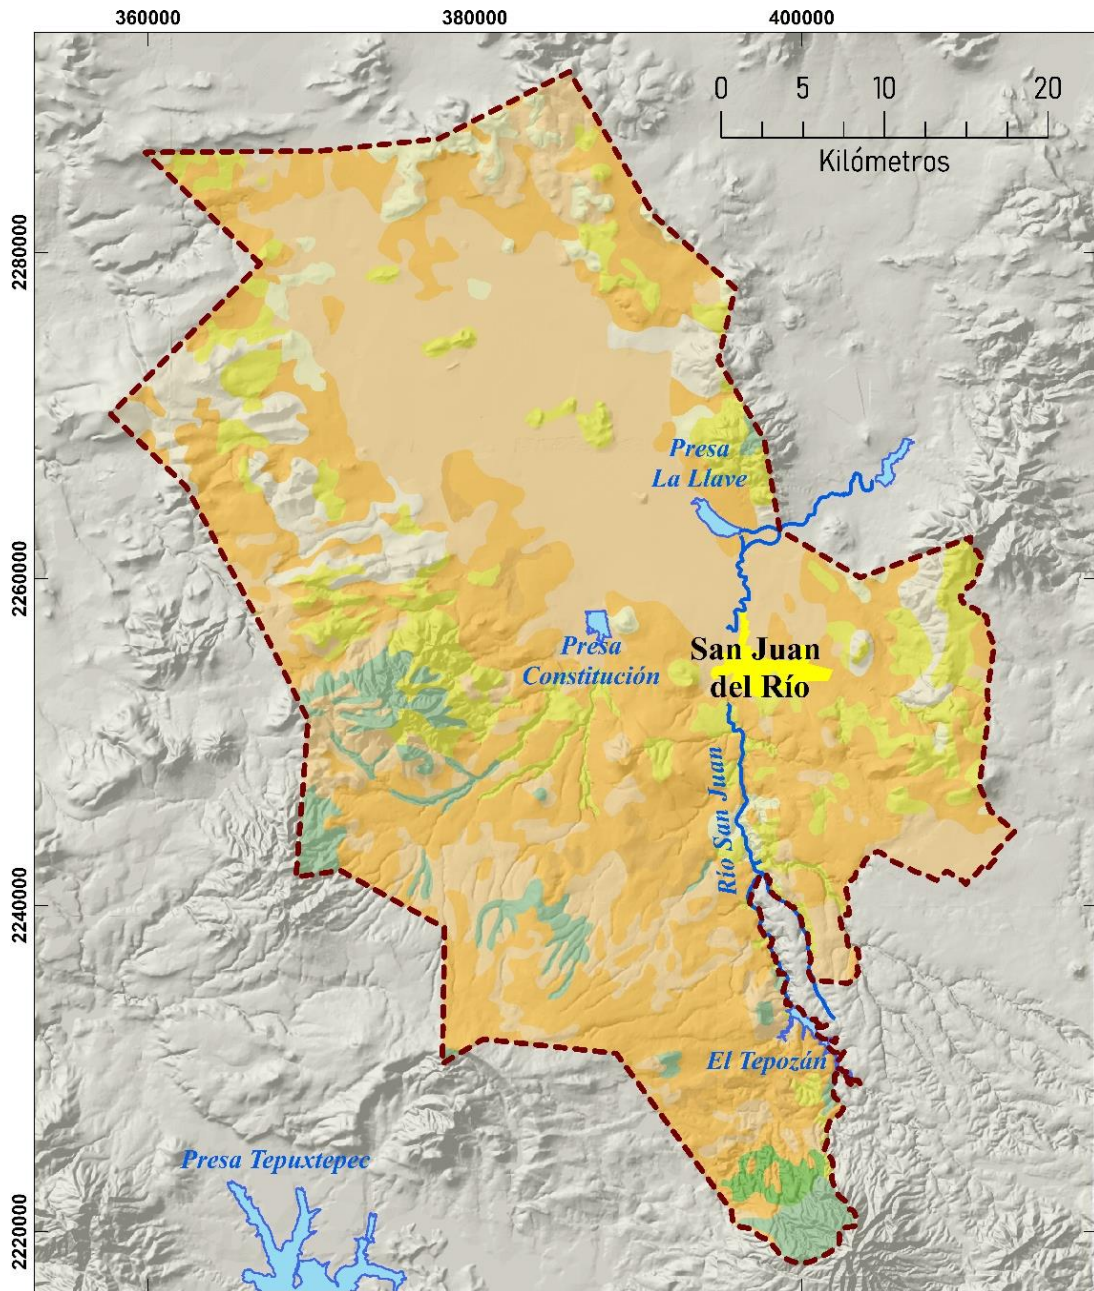 360000
380000
400000
0
5
10
20
Kilómetros
2280000
Presa
La Llave
2260000
Presa
Constitución
San Juan
del Río
Río San Juan
2240000
El Tepozán
Presa Tepuxtepec
2220000